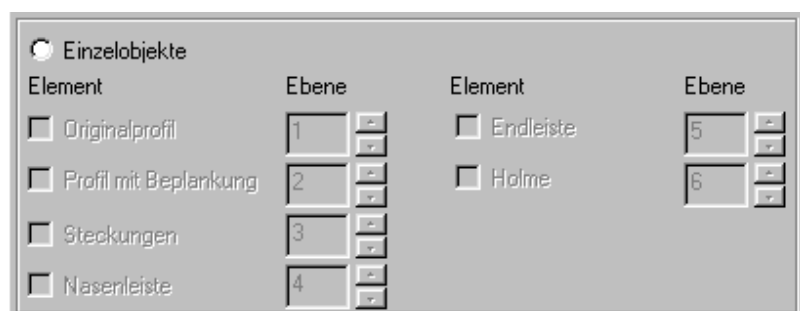 Einzelobjekte
Element Ebene Element Ebene
Originalprofil 1 Endleiste 5
Profil mit Beplankung 2 Holme 6
Steckungen 3
Nasenleiste 4